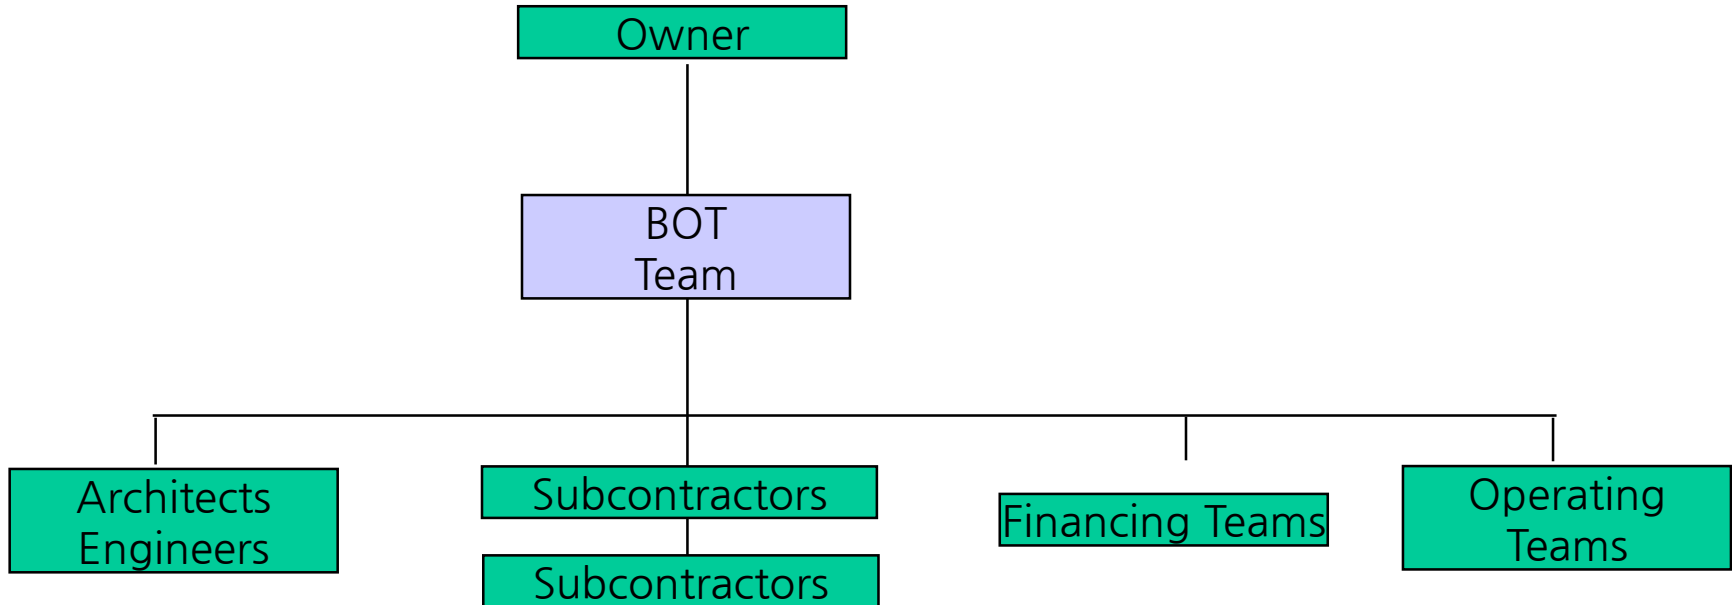 Owner
BOT
Team
Architects
Engineers
Subcontractors
Subcontractors
Financing Teams
Operating
Teams